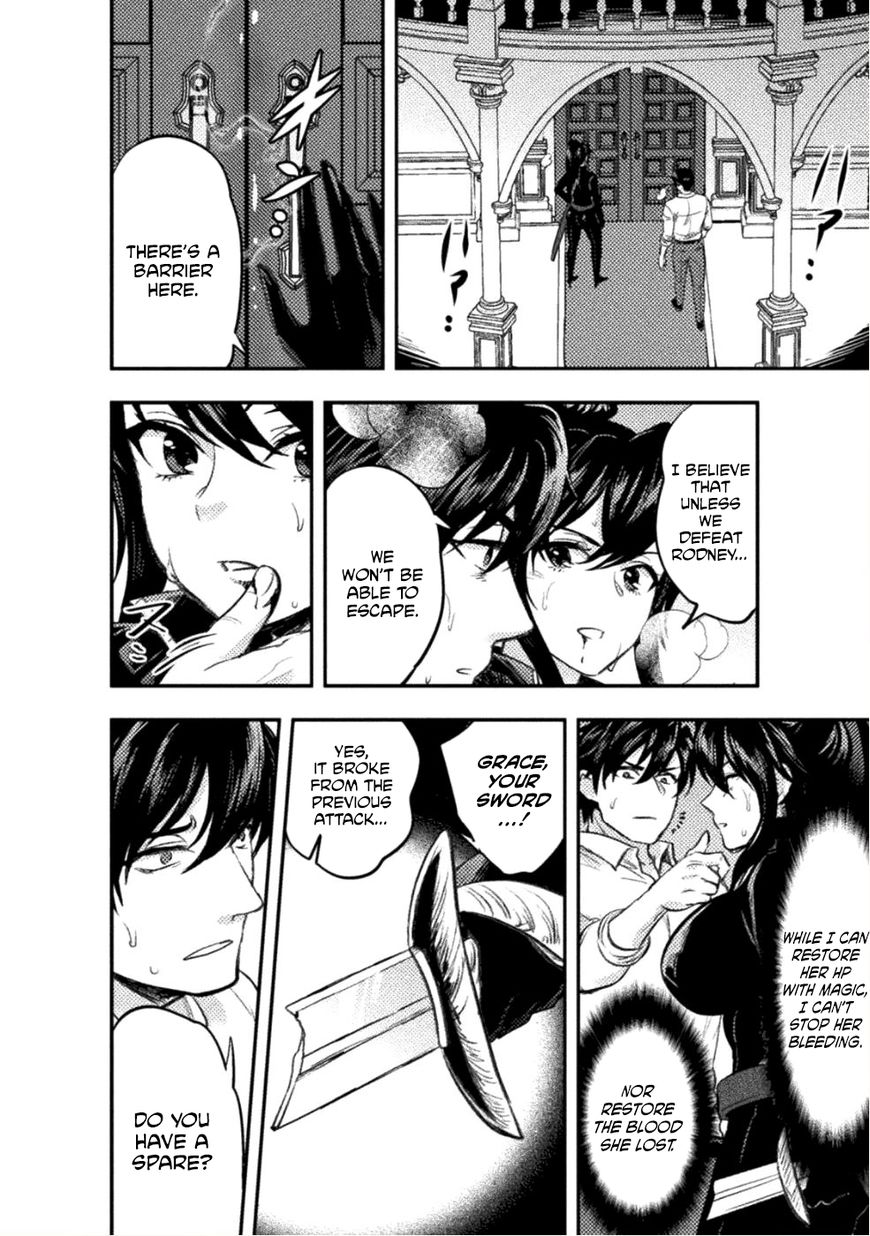 THERE'S A
BARRIER
HERE.
I BELIEVE
THAT
UNLESS
WE
DEFEAT
RODNEY...
WE
WON'T BE
ABLE TO
ESCAPE.
スッ
WHILE I CAN
RESTORE
HER HP
WITH MAGIC,
I CAN'T
STOP HER
BLEEDING.
NOR
RESTORE
THE BLOOD
SHE LOST.
GRACE,
YOUR
SWORD
...!
YES,
IT BROKE
FROM THE
PREVIOUS
ATTACK...
DO YOU
HAVE A
SPARE?